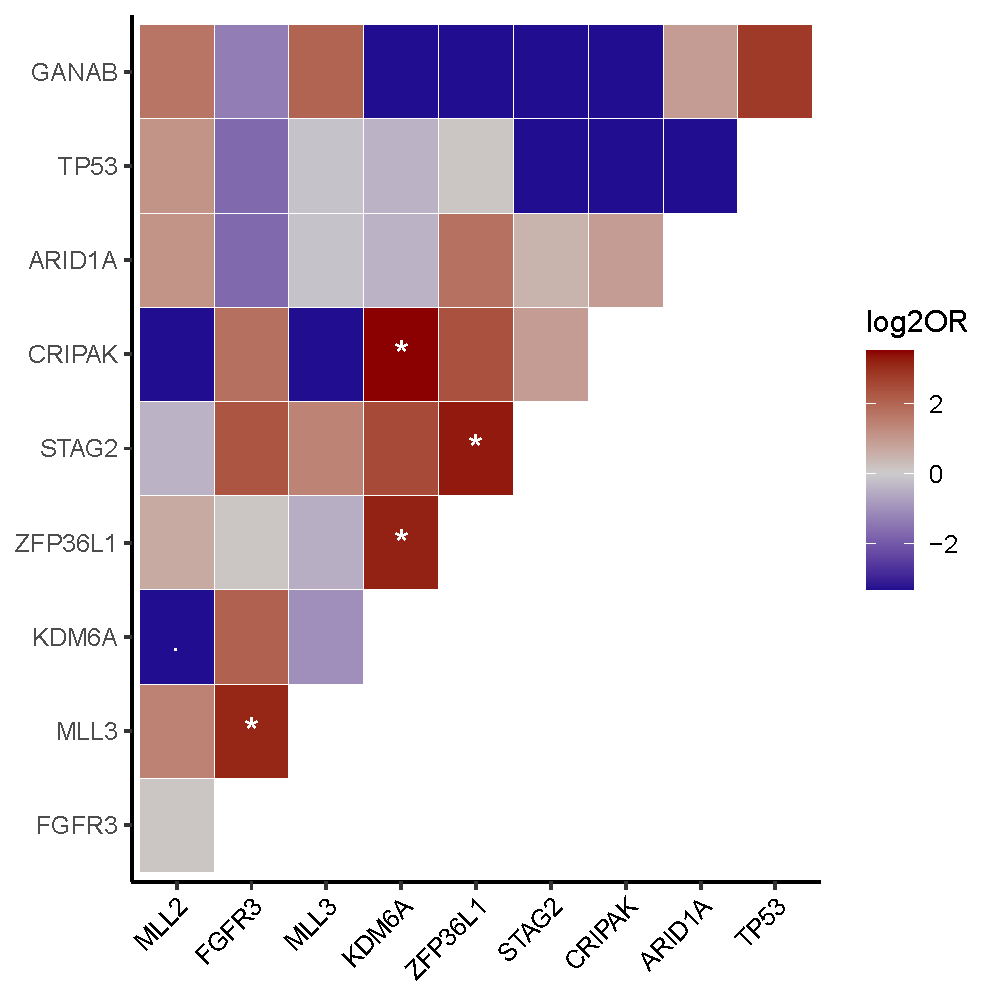 GANAB
TP53
ARID1A
CRIPAK
*
STAG2
*
ZFP36L1
*
KDM6A
.
MLL3
*
FGFR3
MLL2
FGFR3
MLL3
KDM6A
ZFP36L1
STAG2
CRIPAK
ARID1A
TP53
log2OR
2
0
−2